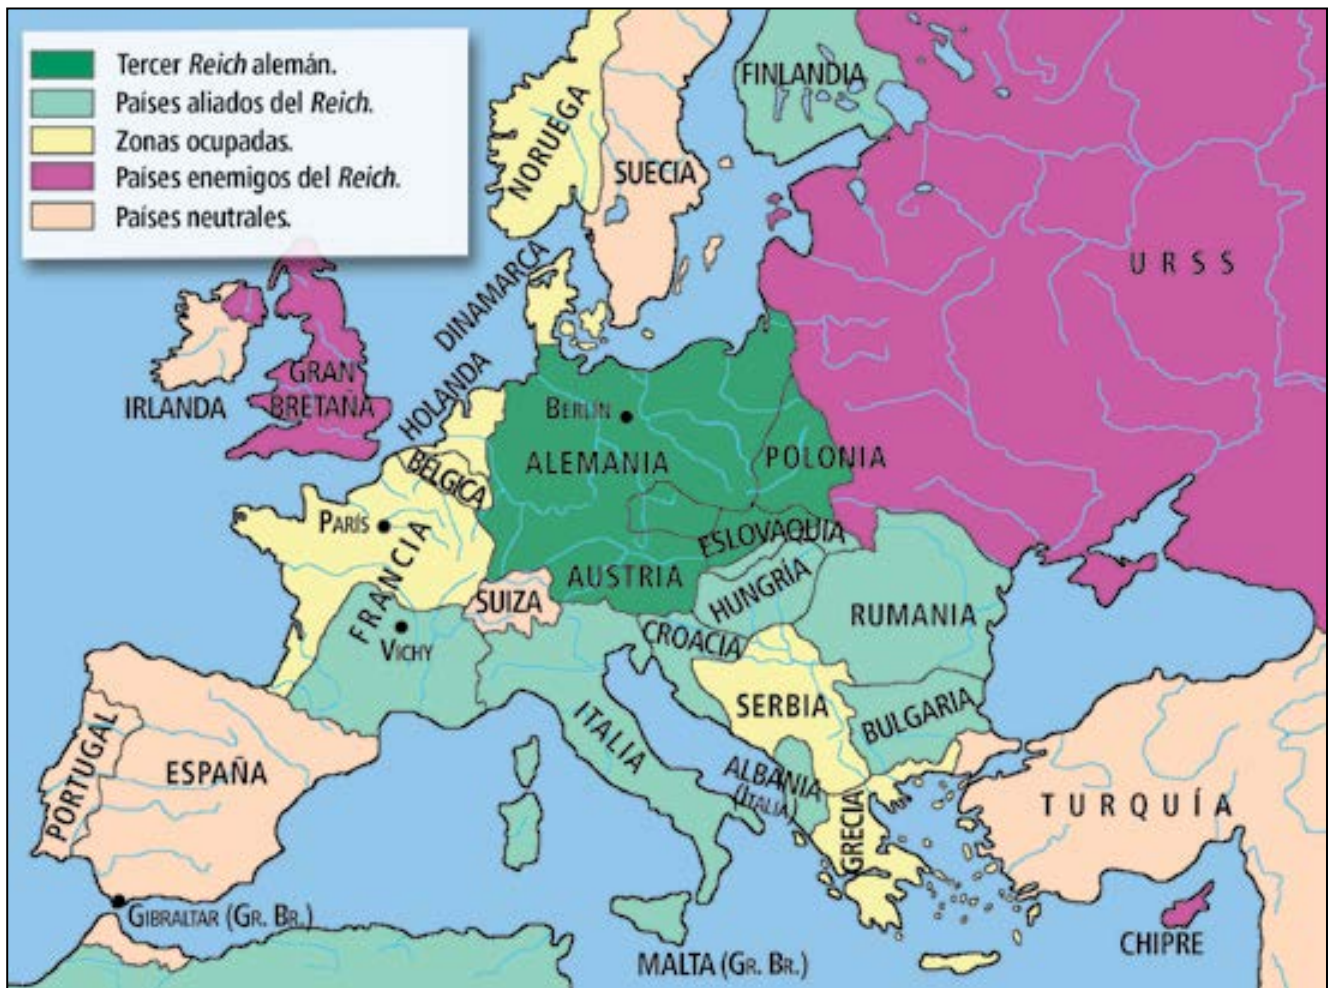 Tercer Reich alemán.
Países aliados del Reich.
Zonas ocupadas.
Países enemigos del Reich.
Países neutrales.
FINLANDIA
NORUEGA
SUECIA
URSS
DINAMARCA
HOLANDA
GRAN
BRETAÑA
IRLANDA
BERLÍN
ALEMANIA
POLONIA
BÉLGICA
PARÍS
FRANCIA
ESLOVAQUIA
AUSTRIA
SUIZA
HUNGRÍA
RUMANIA
CROACIA
VICHY
SERBIA
BULGARIA
ITALIA
PORTUGAL
ESPAÑA
ALBANIA
(ITALIA)
GRECIA
TURQUÍA
GIBRALTAR (GR. BR.)
MALTA (GR. BR.)
CHIPRE